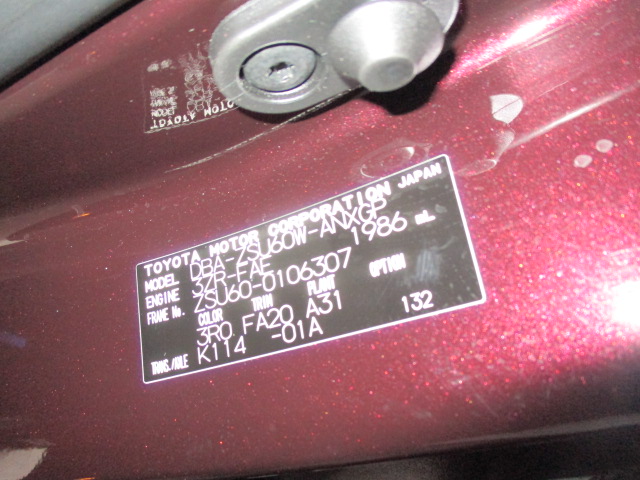 TOYOTA MOTOR CORPORATION JAPAN
MODEL DBA-ZSU60W-ANXGP
ENGINE 3ZR-FAE 1986 mL
FRAME No. ZSU60-0106307
COLOR TRIM PLANT OPTION
3R0 FA20 A31 132
TRANS./AXLE K114 -01A